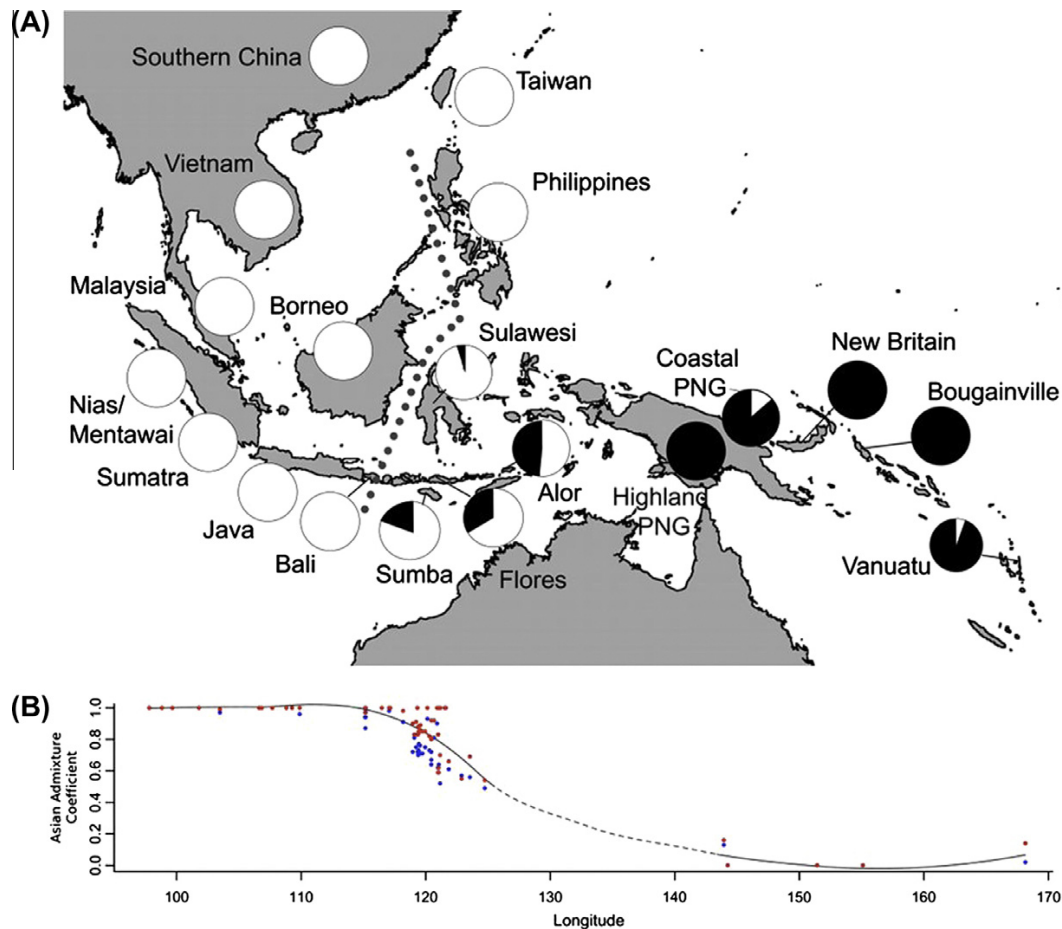 (A)
Southern China
Taiwan
Vietnam
Philippines
Malaysia
Borneo
Sulawesi
New Britain
Coastal
PNG
Bougainville
Nias/
Mentawai
Sumatra
Alor
Highland
PNG
Java
Bali
Sumba
Flores
Vanuatu
(B)
Asian Admixture
Coefficient
1.0
0.8
0.6
0.4
0.2
0.0
100 110 120 130 140 150 160 170
Longitude